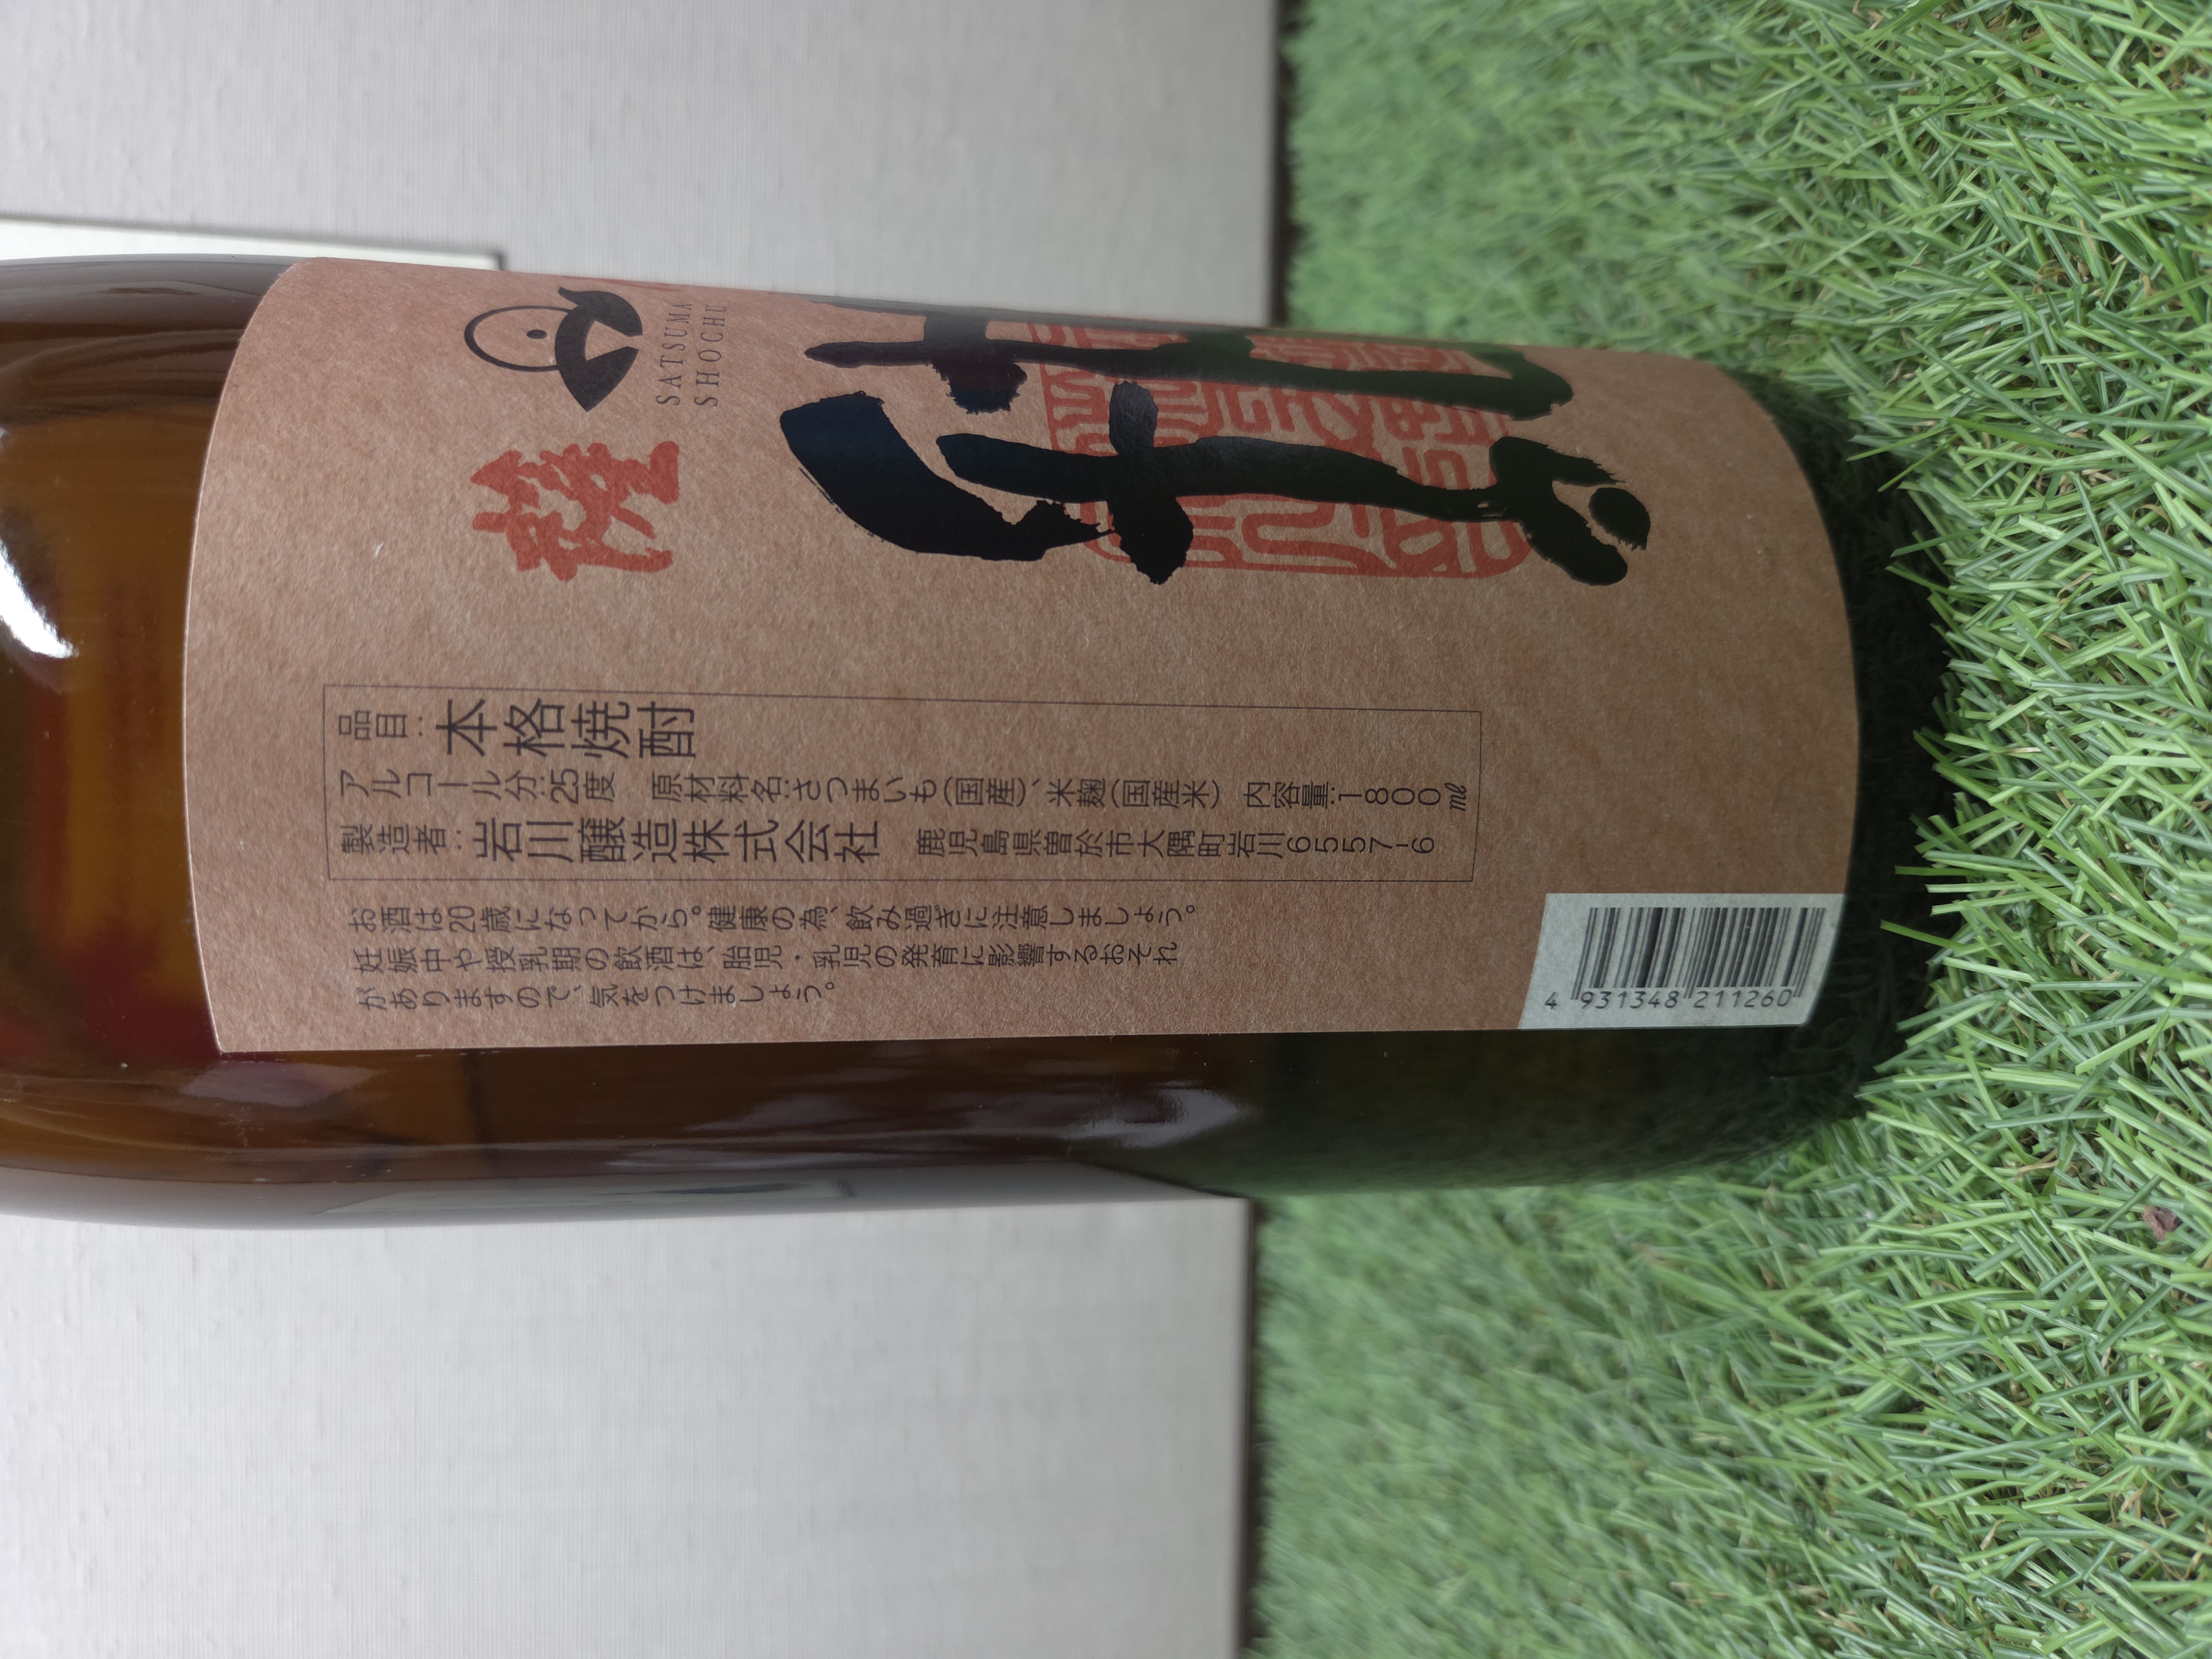 SATSUMA
SHOCHU
品目:本格焼酎
アルコール分:25度 原材料名:さつまいも(国産)、米麹(国産米) 内容量:1800㎖
製造者:岩川醸造株式会社 鹿児島県曽於市大隅町岩川6557-6
お酒は20歳になってから。健康の為、飲み過ぎに注意しましょう。
妊娠中や授乳期の飲酒は、胎児・乳児の発育に影響するおそれ
がありますので、気をつけましょう。
4 931348 211260